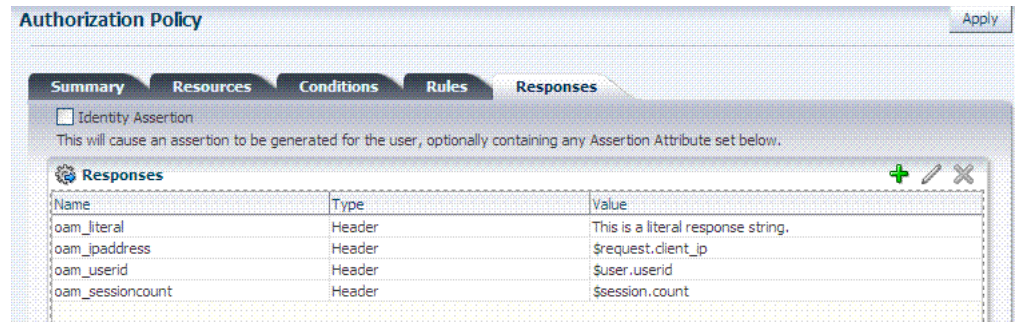 Authorization Policy
Apply
Summary Resources Conditions Rules Responses
Identity Assertion
This will cause an assertion to be generated for the user, optionally containing any Assertion Attribute set below.
Responses
Name Type Value
oam_literal Header This is a literal response string.
oam_ipaddress Header $request.client_ip
oam_userid Header $user.userid
oam_sessioncount Header $session.count